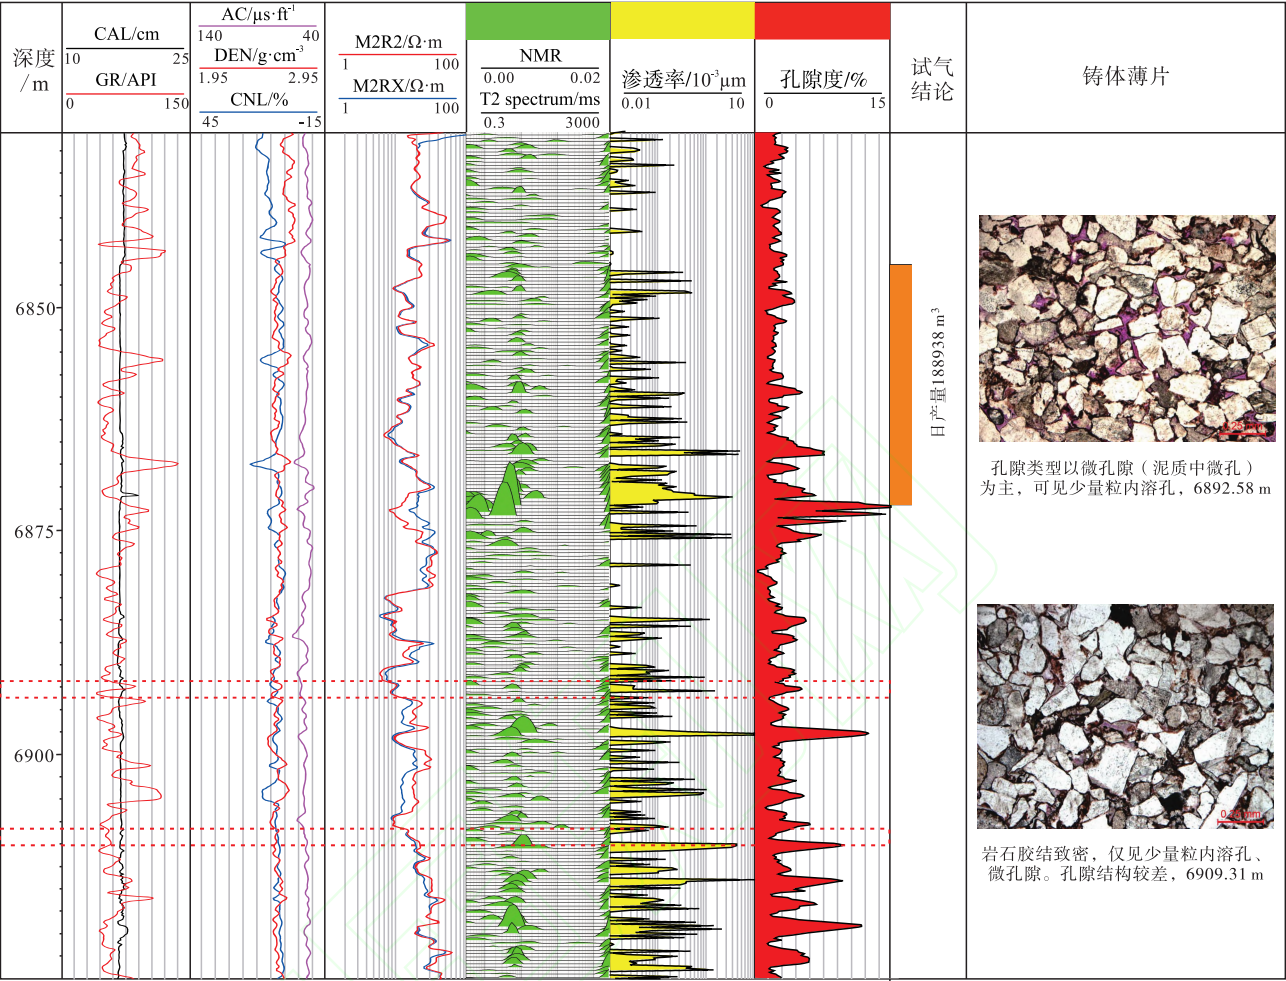 深度
/m
CAL/cm
10 25
GR/API
0 150
AC/μs·ft⁻¹
140 40
DEN/g·cm⁻³
1.95 2.95
CNL/%
45 -15
M2R2/Ω·m
1 100
M2RX/Ω·m
1 100
NMR
0.00 0.02
T2 spectrum/ms
0.3 3000
渗透率/10⁻³μm
0.01 10
孔隙度/%
0 15
试气
结论
铸体薄片
6850
6875
6900
日产量188938 m³
孔隙类型以微孔隙（泥质中微孔）
为主，可见少量粒内溶孔，6892.58 m
岩石胶结致密，仅见少量粒内溶孔、
微孔隙。孔隙结构较差，6909.31 m